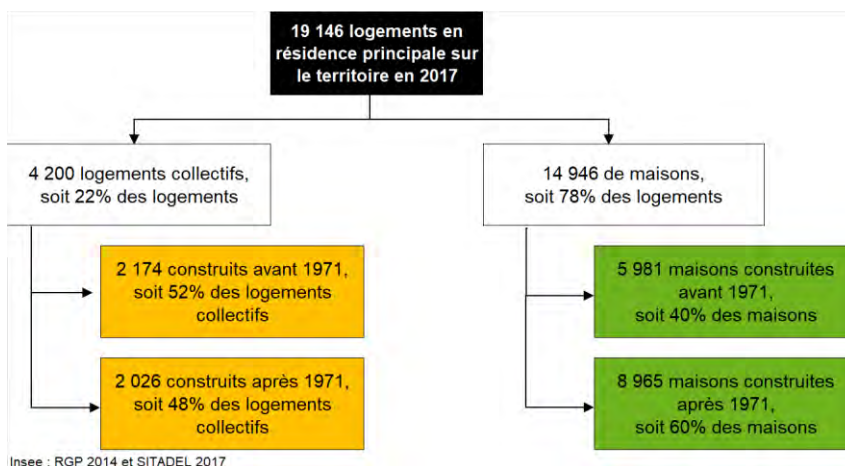 19 146 logements en
résidence principale sur
le territoire en 2017
4 200 logements collectifs,
soit 22% des logements
14 946 de maisons,
soit 78% des logements
2 174 construits avant 1971,
soit 52% des logements
collectifs
5 981 maisons construites
avant 1971,
soit 40% des maisons
2 026 construits après 1971,
soit 48% des logements
collectifs
8 965 maisons construites
après 1971,
soit 60% des maisons
Insee : RGP 2014 et SITADEL 2017